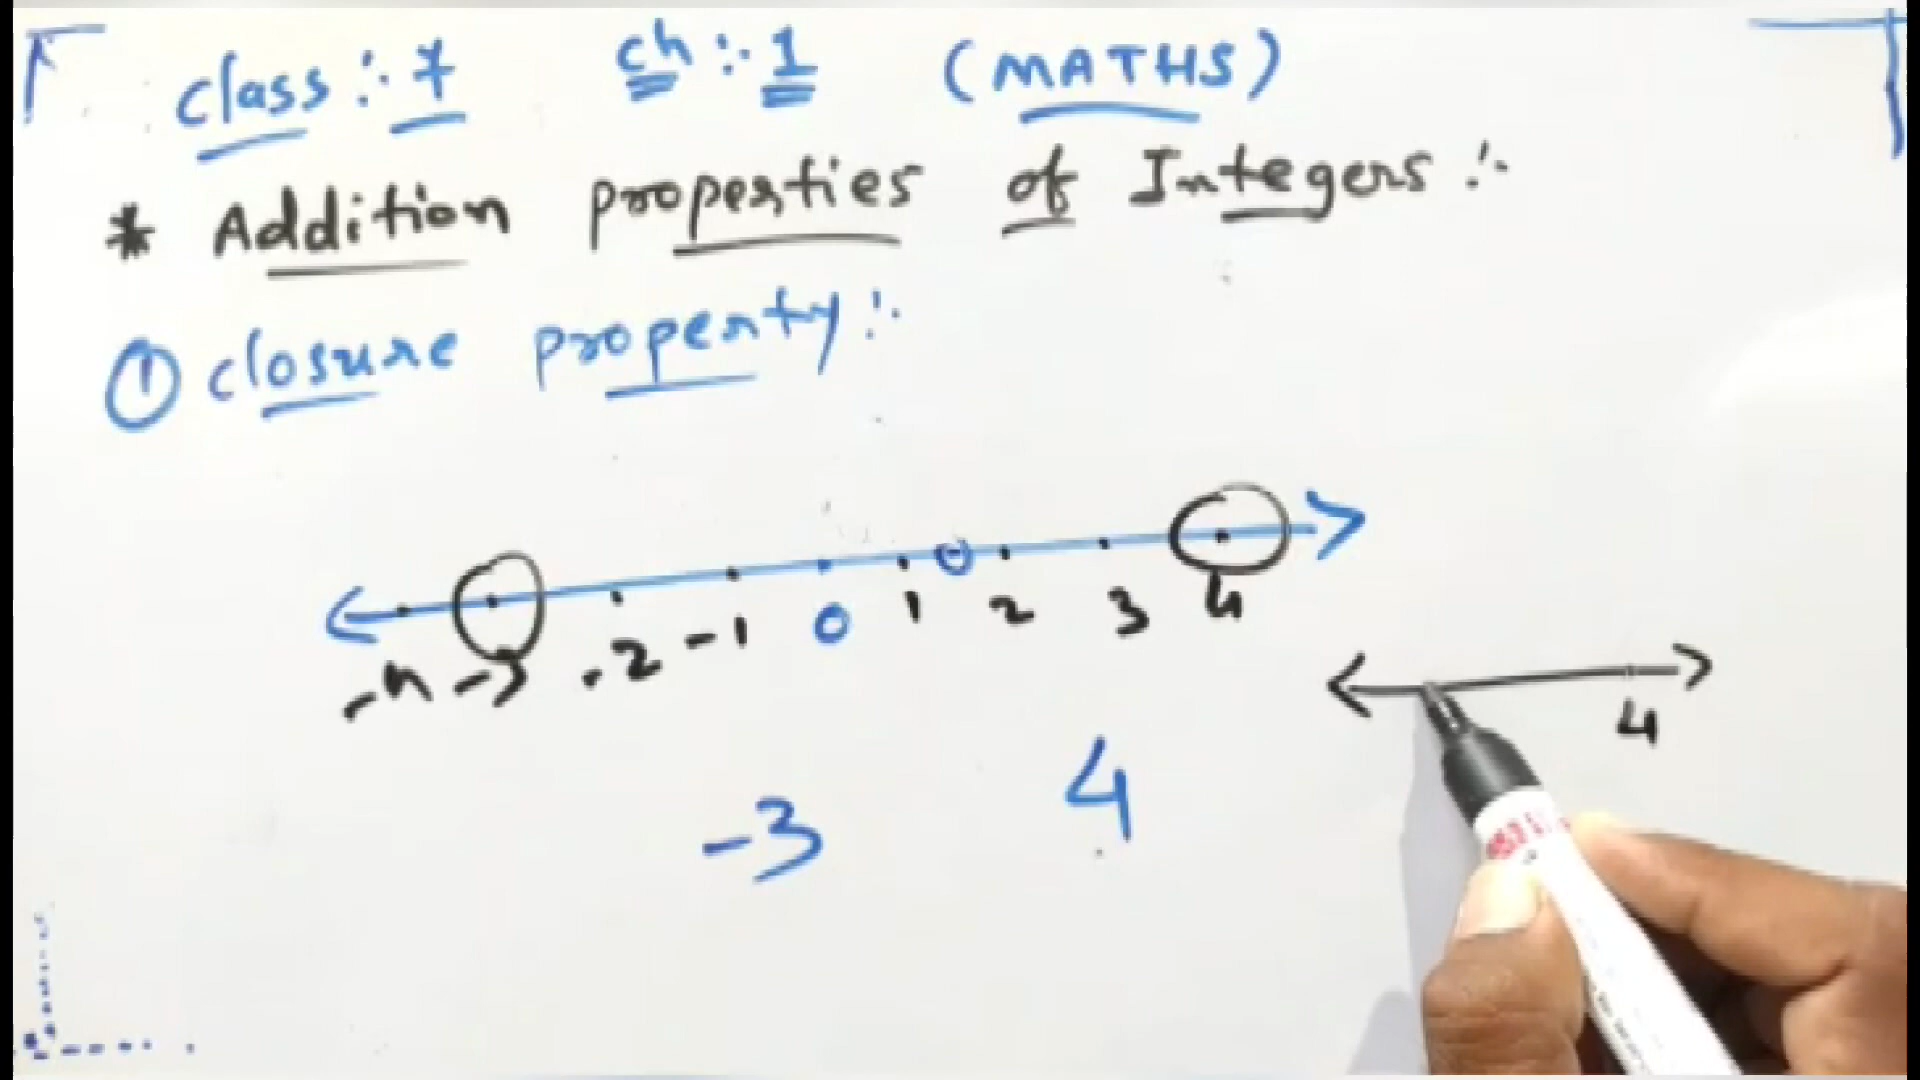 class :- 7 ch :- 1 (MATHS)
* Addition properties of Integers :-
① closure property :-
-4 -3 -2 -1 0 1 2 3 4
4
-3 4